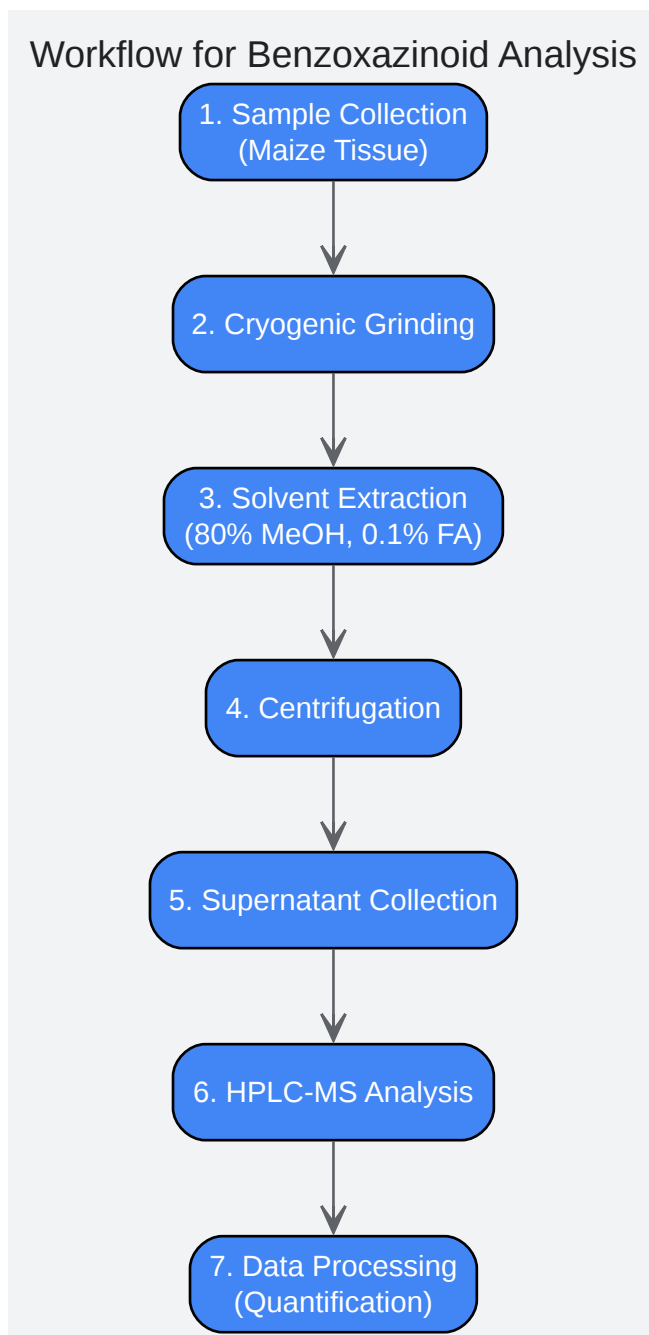 Workflow for Benzoxazinoid Analysis
1. Sample Collection
(Maize Tissue)
2. Cryogenic Grinding
3. Solvent Extraction
(80% MeOH, 0.1% FA)
4. Centrifugation
5. Supernatant Collection
6. HPLC-MS Analysis
7. Data Processing
(Quantification)